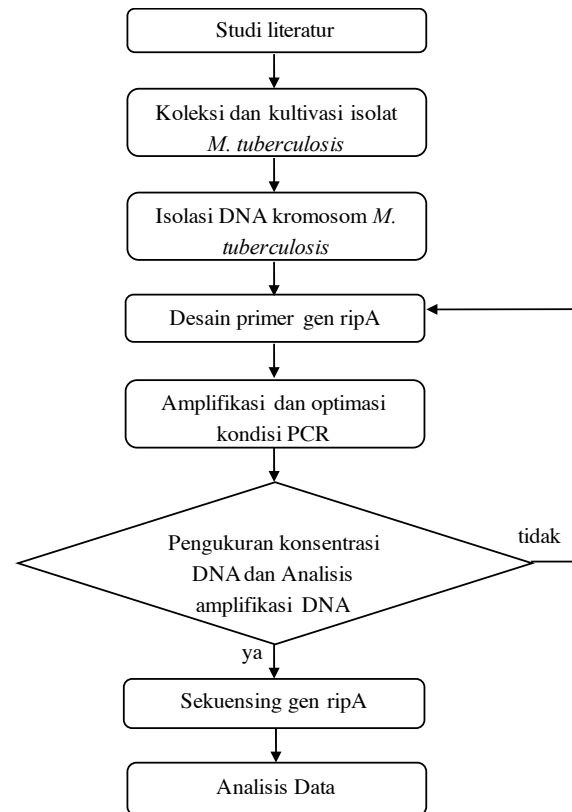 Studi literatur
Koleksi dan kultivasi isolat
M. tuberculosis
Isolasi DNA kromosom M.
tuberculosis
Desain primer gen ripA
Amplifikasi dan optimasi
kondisi PCR
Pengukuran konsentrasi
DNA dan Analisis
amplifikasi DNA
tidak
ya
Sekuensing gen ripA
Analisis Data